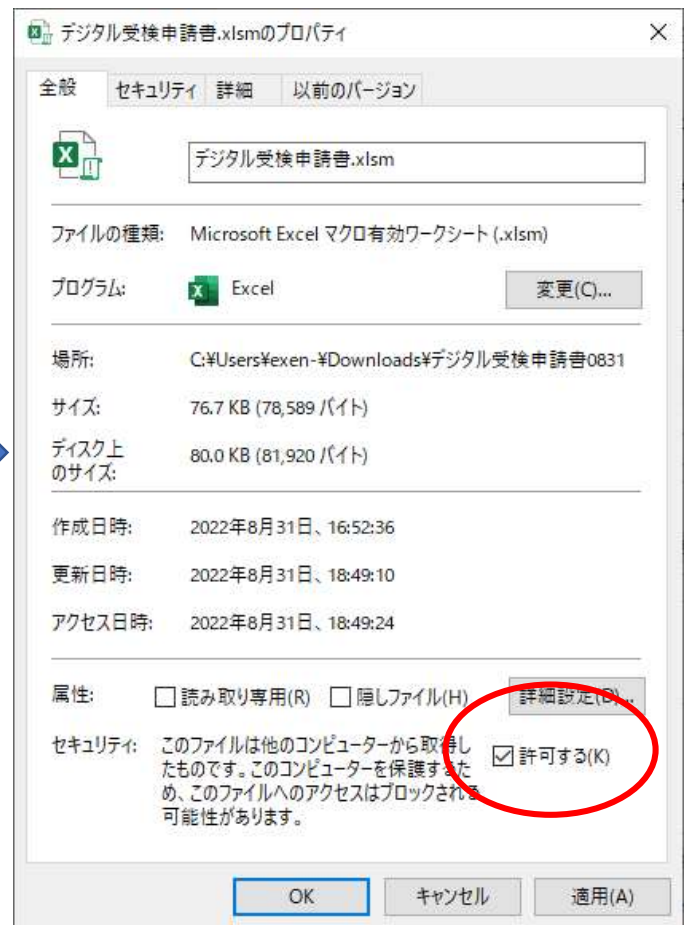 デジタル受検申請書.xlsmのプロパティ
全般 セキュリティ 詳細 以前のバージョン
デジタル受検申請書.xlsm
ファイルの種類: Microsoft Excel マクロ有効ワークシート (.xlsm)
プログラム: Excel 変更(C)...
場所: C:¥Users¥exen-¥Downloads¥デジタル受検申請書0831
サイズ: 76.7 KB (78,589 バイト)
ディスク上
のサイズ: 80.0 KB (81,920 バイト)
作成日時: 2022年8月31日、16:52:36
更新日時: 2022年8月31日、18:49:10
アクセス日時: 2022年8月31日、18:49:24
属性: 読み取り専用(R) 隠しファイル(H) 詳細設定(D)...
セキュリティ: このファイルは他のコンピューターから取得し
たものです。このコンピューターを保護するた
め、このファイルへのアクセスはブロックされる
可能性があります。
許可する(K)
OK キャンセル 適用(A)